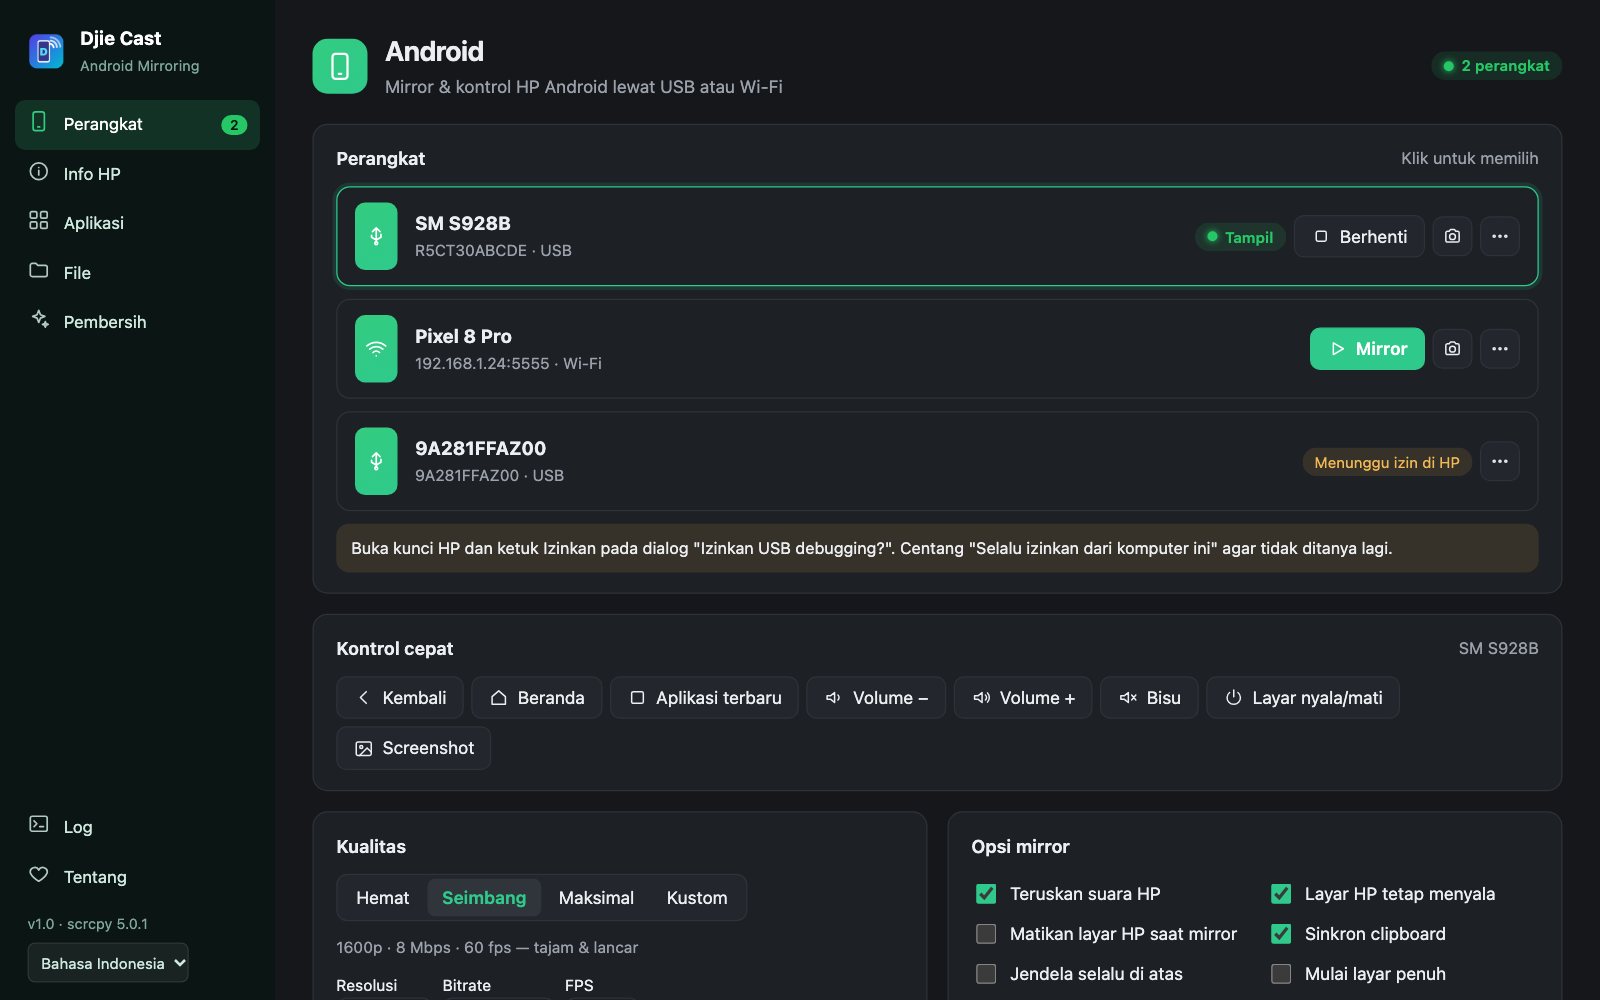 Djie Cast
Android Mirroring
Perangkat 2
Info HP
Aplikasi
File
Pembersih
Log
Tentang
v1.0 · scrcpy 5.0.1
Bahasa Indonesia
Android
Mirror & kontrol HP Android lewat USB atau Wi-Fi
2 perangkat
Perangkat
Klik untuk memilih
SM S928B
R5CT30ABCDE · USB
Tampil
Berhenti
Pixel 8 Pro
192.168.1.24:5555 · Wi-Fi
Mirror
9A281FFAZ00
9A281FFAZ00 · USB
Menunggu izin di HP
Buka kunci HP dan ketuk Izinkan pada dialog "Izinkan USB debugging?". Centang "Selalu izinkan dari komputer ini" agar tidak ditanya lagi.
Kontrol cepat
SM S928B
Kembali
Beranda
Aplikasi terbaru
Volume –
Volume +
Bisu
Layar nyala/mati
Screenshot
Kualitas
Hemat
Seimbang
Maksimal
Kustom
1600p · 8 Mbps · 60 fps — tajam & lancar
Resolusi
Bitrate
FPS
Opsi mirror
Teruskan suara HP
Layar HP tetap menyala
Matikan layar HP saat mirror
Sinkron clipboard
Jendela selalu di atas
Mulai layar penuh